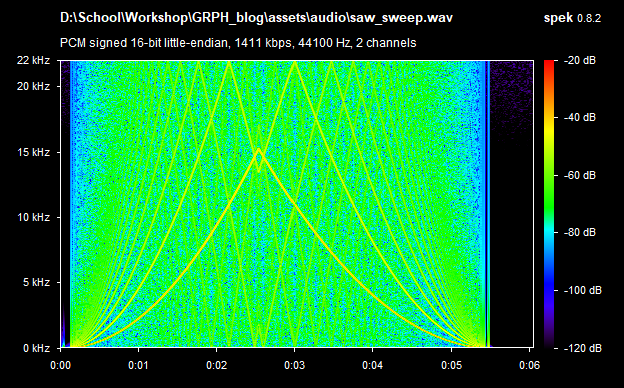 D:\School\Workshop\GRPH_blog\assets\audio\saw_sweep.wav spek 0.8.2
PCM signed 16-bit little-endian, 1411 kbps, 44100 Hz, 2 channels
22 kHz -20 dB
20 kHz
-40 dB
15 kHz
-60 dB
10 kHz
-80 dB
5 kHz
-100 dB
0 kHz -120 dB
0:00 0:01 0:02 0:03 0:04 0:05 0:06